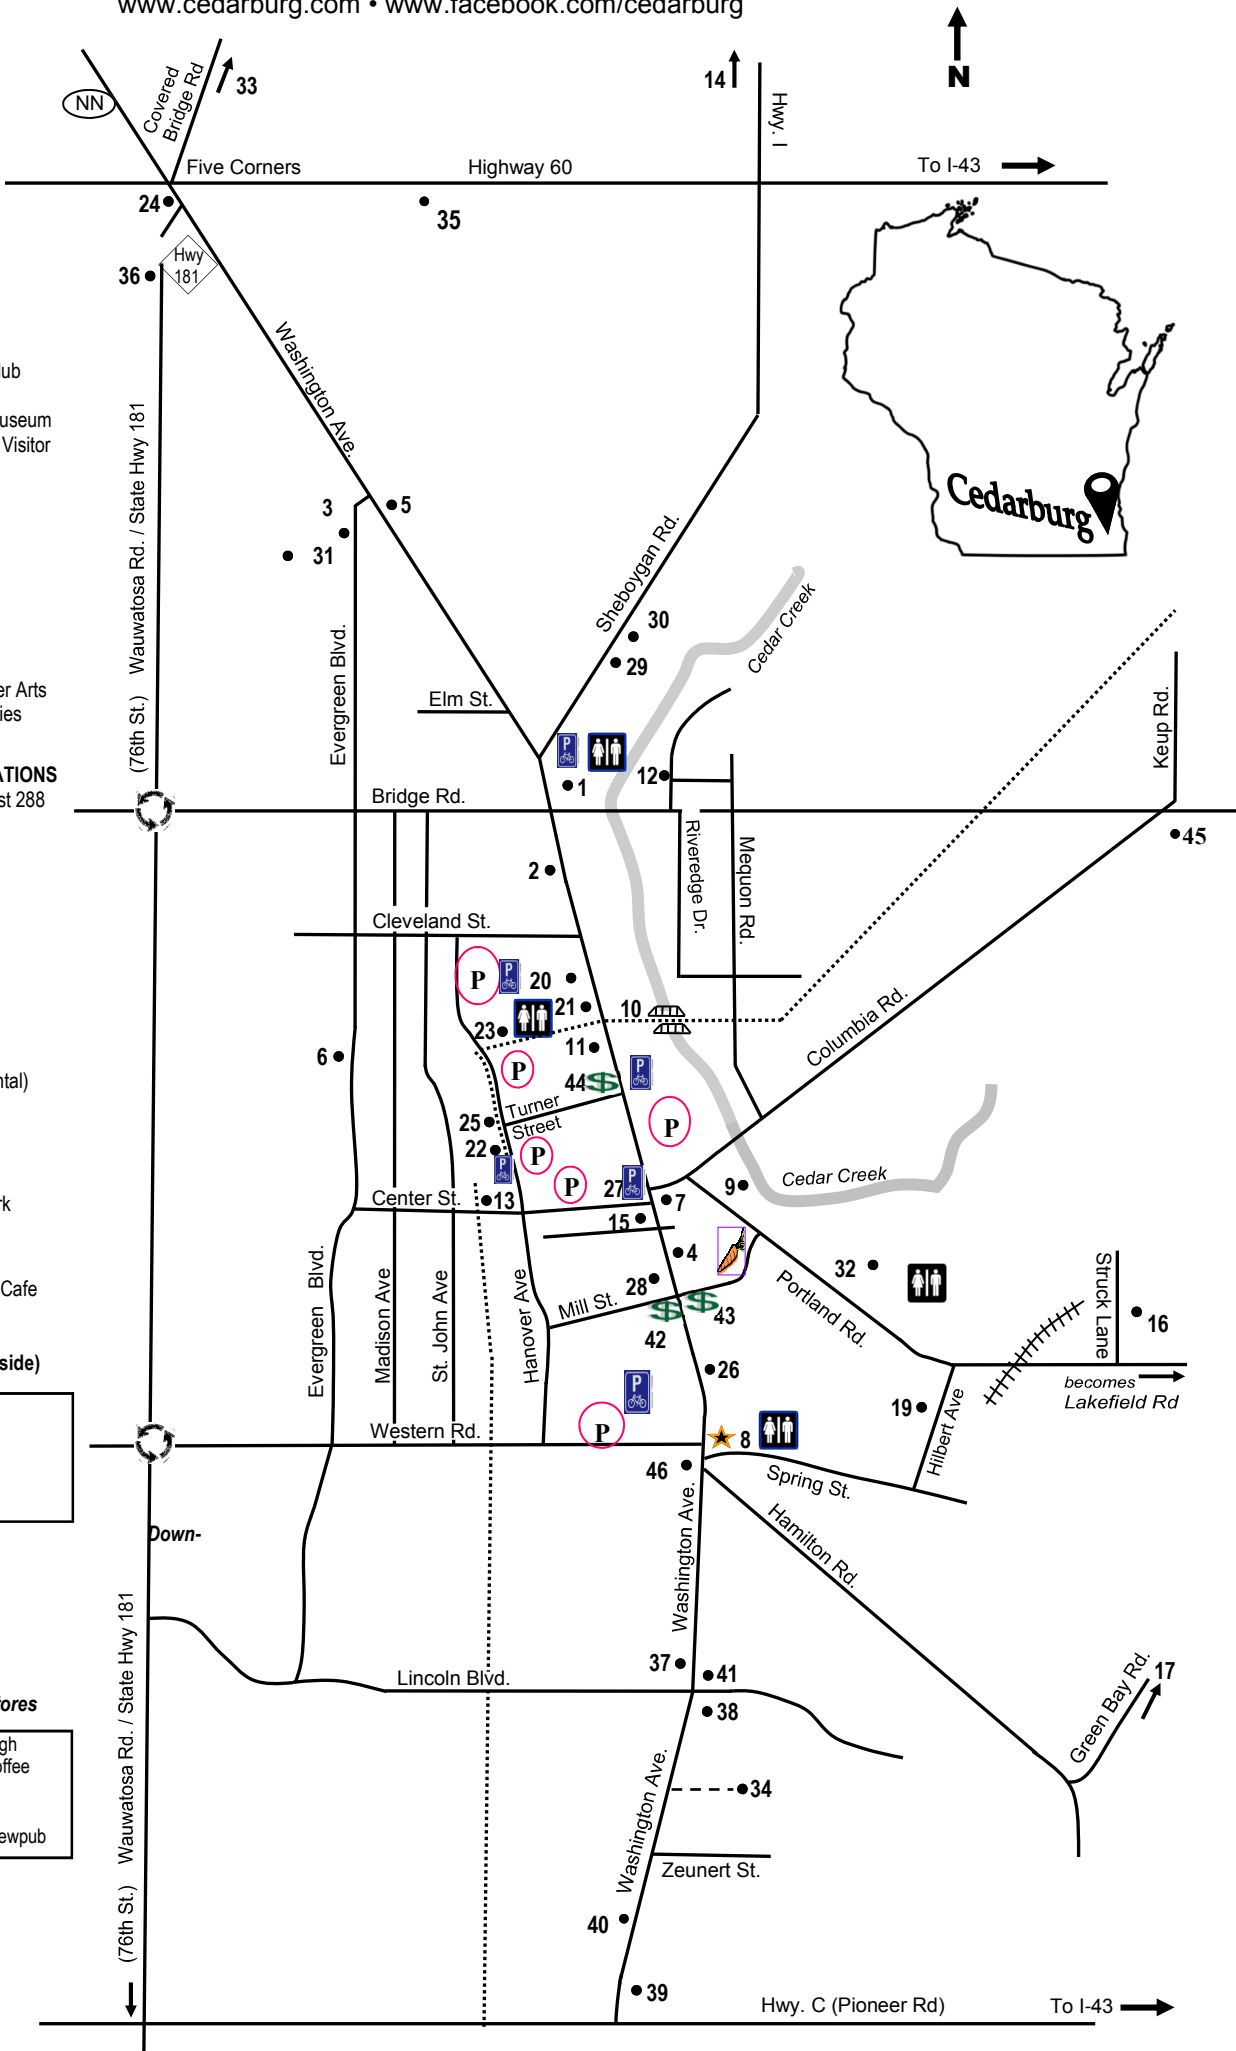 www.cedarburg.com • www.facebook.com/cedarburg
N
NN
Covered
Bridge Rd
33
14
Hwy. I
Five Corners
Highway 60
To I-43
24
35
36
Hwy
181
Washington Ave.
useum
Visitor
Wauwatosa Rd. / State Hwy 181
(76th St.)
3
5
31
Cedarburg
Sheboygan Rd.
30
29
Cedar Creek
Evergreen Blvd.
er Arts
Elm St.
Keup Rd.
P
1
12
ATIONS
st 288
Bridge Rd.
45
2
Riveredge Dr.
Mequon Rd.
Cleveland St.
P
P
20
21
10
23
11
Columbia Rd.
6
P
44
$
P
ntal)
25
Turner
Street
P
22
P
P
P
27
P
13
Center St.
7
9
Cedar Creek
15
4
28
32
Cafe
Evergreen Blvd.
Madison Ave
St. John Ave
Hanover Ave
Mill St.
$
$
43
42
Portland Rd.
Struck Lane
16
side)
26
becomes
Lakefield Rd
P
P
19
Hilbert Ave
Western Rd.
8
46
Spring St.
Down-
Washington Ave.
Hamilton Rd.
Wauwatosa Rd. / State Hwy 181
(76th St.)
37
41
Lincoln Blvd.
38
Green Bay Rd.
17
tores
gh
offee
34
Washington Ave.
ewpub
Zeunert St.
40
39
Hwy. C (Pioneer Rd)
To I-43